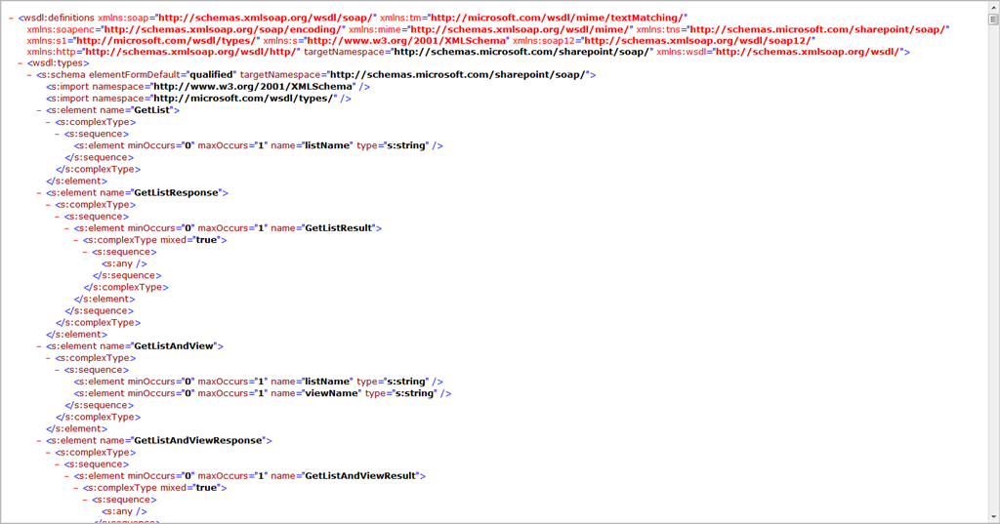 − <wsdl:definitions xmlns:soap="http://schemas.xmlsoap.org/wsdl/soap/" xmlns:tm="http://microsoft.com/wsdl/mime/textMatching/"
xmlns:soapenc="http://schemas.xmlsoap.org/soap/encoding/" xmlns:mime="http://schemas.xmlsoap.org/wsdl/mime/" xmlns:tns="http://schemas.microsoft.com/sharepoint/soap/"
xmlns:s1="http://microsoft.com/wsdl/types/" xmlns:s="http://www.w3.org/2001/XMLSchema" xmlns:soap12="http://schemas.xmlsoap.org/wsdl/soap12/"
xmlns:http="http://schemas.xmlsoap.org/wsdl/http/" targetNamespace="http://schemas.microsoft.com/sharepoint/soap/" xmlns:wsdl="http://schemas.xmlsoap.org/wsdl/">
− <wsdl:types>
− <s:schema elementFormDefault="qualified" targetNamespace="http://schemas.microsoft.com/sharepoint/soap/">
<s:import namespace="http://www.w3.org/2001/XMLSchema" />
<s:import namespace="http://microsoft.com/wsdl/types/" />
− <s:element name="GetList">
− <s:complexType>
− <s:sequence>
<s:element minOccurs="0" maxOccurs="1" name="listName" type="s:string" />
</s:sequence>
</s:complexType>
</s:element>
− <s:element name="GetListResponse">
− <s:complexType>
− <s:sequence>
− <s:element minOccurs="0" maxOccurs="1" name="GetListResult">
− <s:complexType mixed="true">
− <s:sequence>
<s:any />
</s:sequence>
</s:complexType>
</s:element>
</s:sequence>
</s:complexType>
</s:element>
− <s:element name="GetListAndView">
− <s:complexType>
− <s:sequence>
<s:element minOccurs="0" maxOccurs="1" name="listName" type="s:string" />
<s:element minOccurs="0" maxOccurs="1" name="viewName" type="s:string" />
</s:sequence>
</s:complexType>
</s:element>
− <s:element name="GetListAndViewResponse">
− <s:complexType>
− <s:sequence>
− <s:element minOccurs="0" maxOccurs="1" name="GetListAndViewResult">
− <s:complexType mixed="true">
− <s:sequence>
<s:any />
</s:sequence>